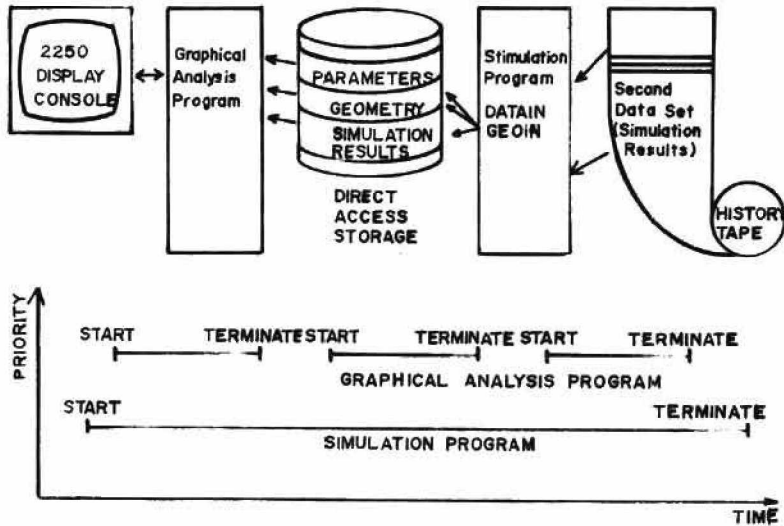 2250
DISPLAY
CONSOLE
Graphical
Analysis
Program
PARAMETERS
GEOMETRY
SIMULATION
RESULTS
DIRECT
ACCESS
STORAGE
Stimulation
Program
DATAIN
GEOIN
Second
Data Set
(Simulation
Results)
HISTORY
TAPE
PRIORITY
START TERMINATE START TERMINATE START TERMINATE
GRAPHICAL ANALYSIS PROGRAM
START TERMINATE
SIMULATION PROGRAM
TIME